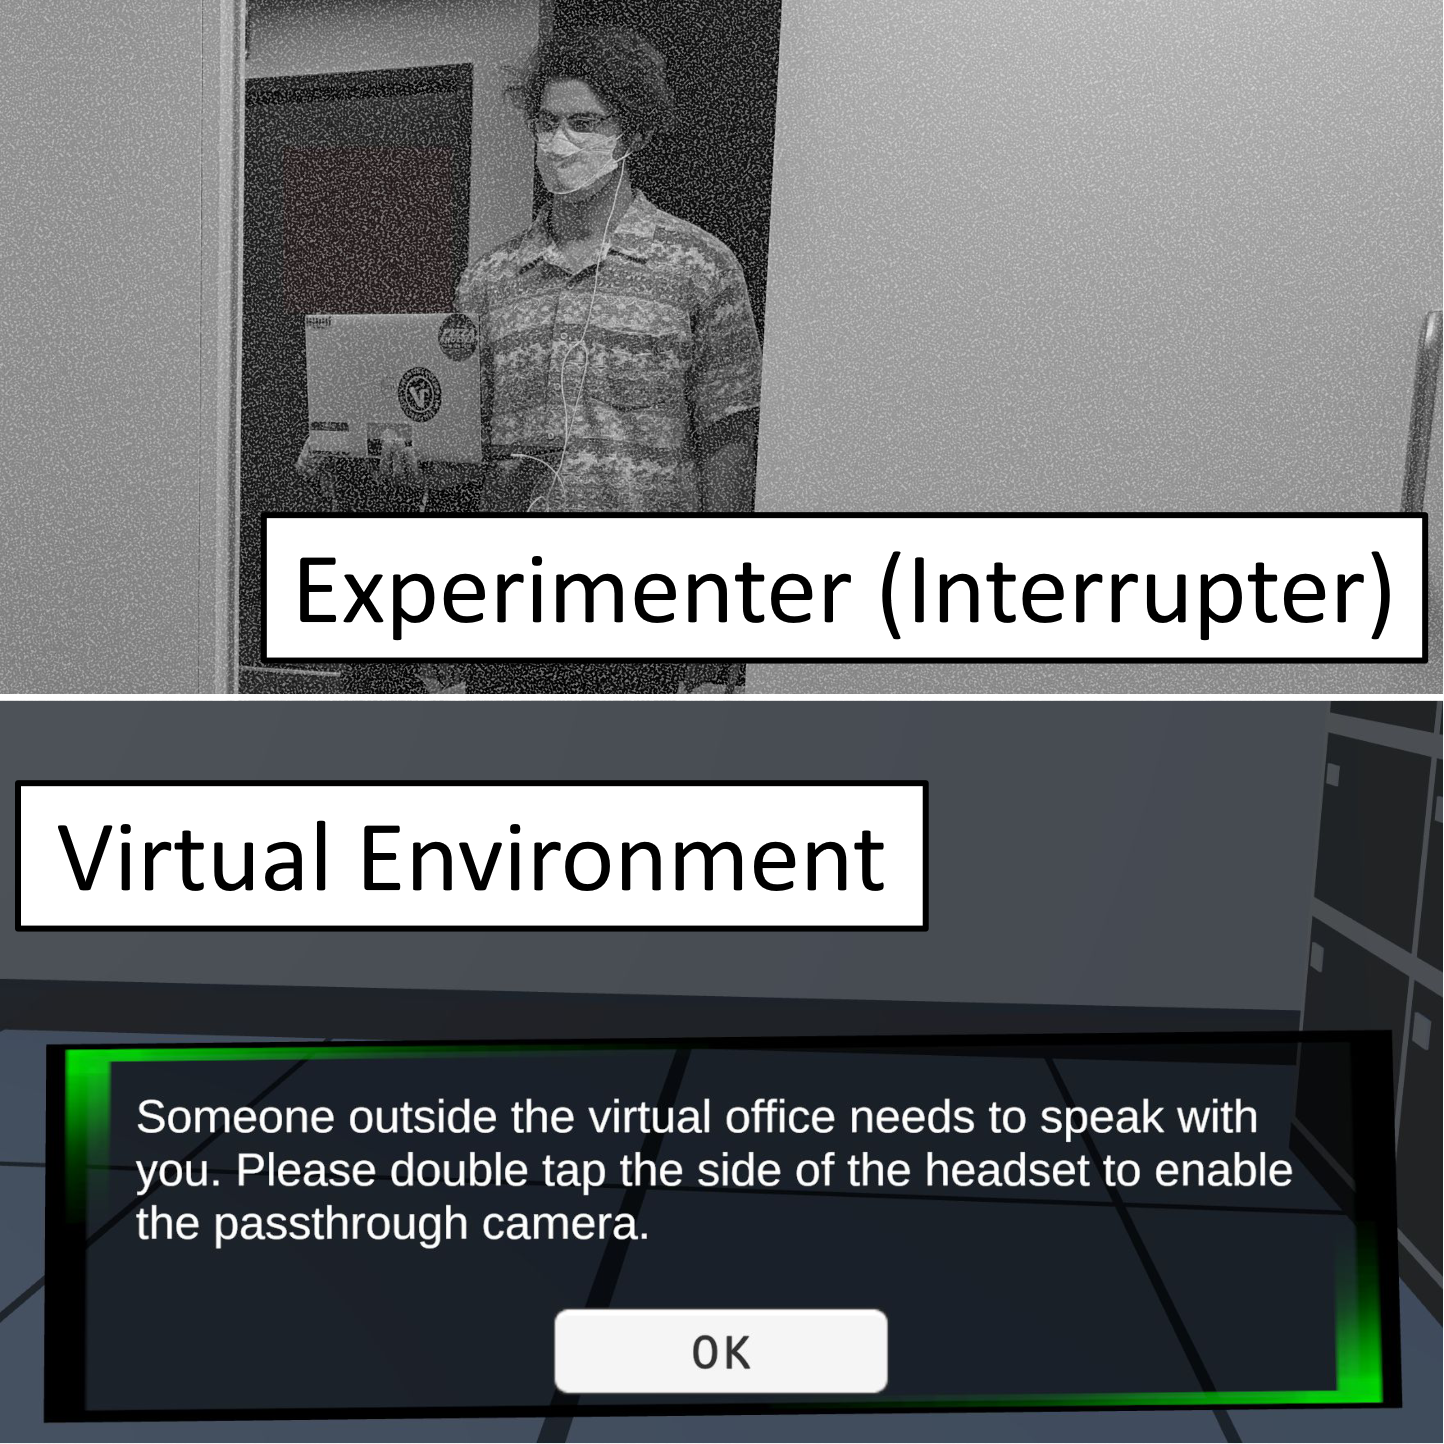 Experimenter (Interrupter)
Virtual Environment
Someone outside the virtual office needs to speak with
you. Please double tap the side of the headset to enable
the passthrough camera.
OK